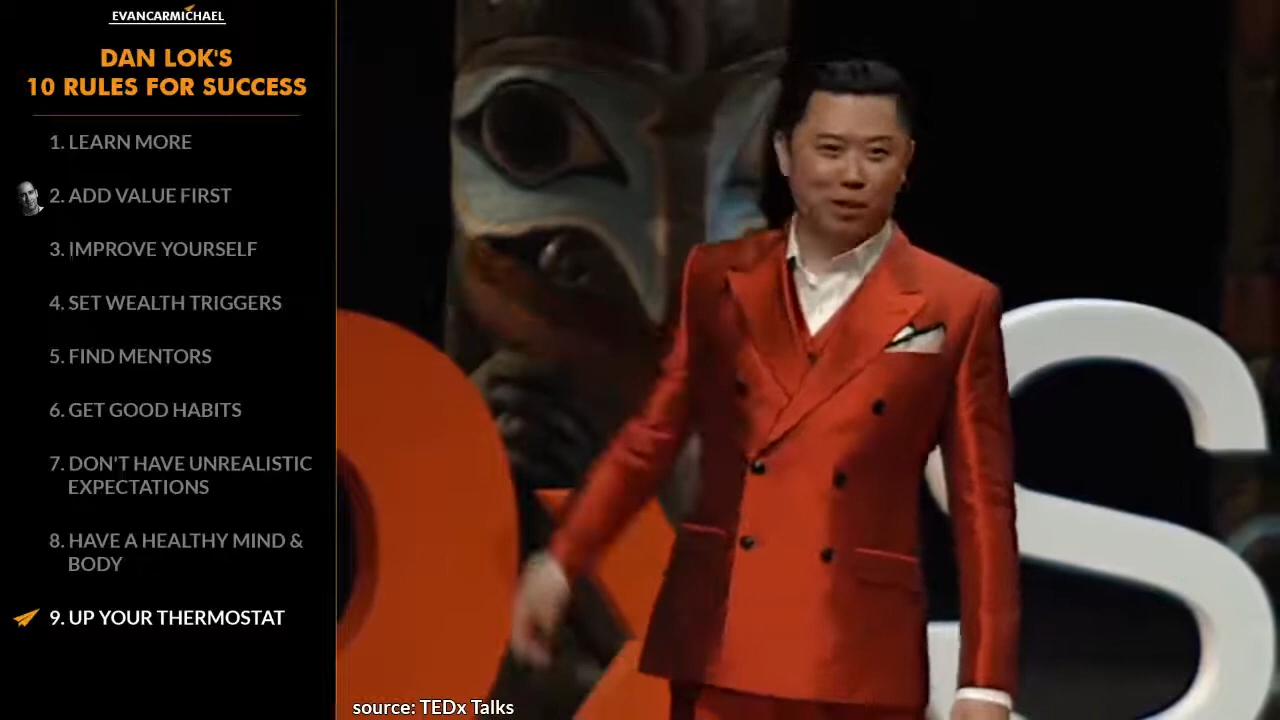 EVANCARMICHAEL
DAN LOK'S
10 RULES FOR SUCCESS
1. LEARN MORE
2. ADD VALUE FIRST
3. IMPROVE YOURSELF
4. SET WEALTH TRIGGERS
5. FIND MENTORS
6. GET GOOD HABITS
7. DON'T HAVE UNREALISTIC
EXPECTATIONS
8. HAVE A HEALTHY MIND &
BODY
9. UP YOUR THERMOSTAT
source: TEDx Talks